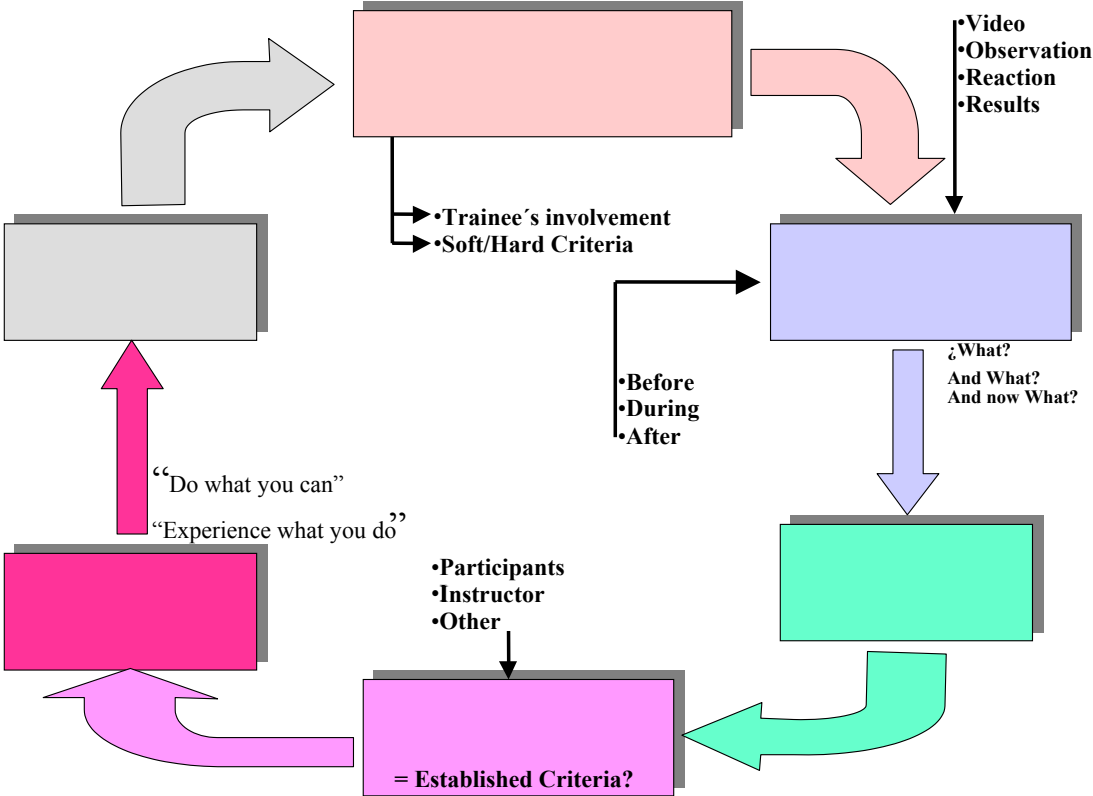 •Video
•Observation
•Reaction
•Results
•Trainee´s involvement
•Soft/Hard Criteria
¿What?
And What?
And now What?
•Before
•During
•After
“Do what you can”
“Experience what you do”
•Participants
•Instructor
•Other
= Established Criteria?